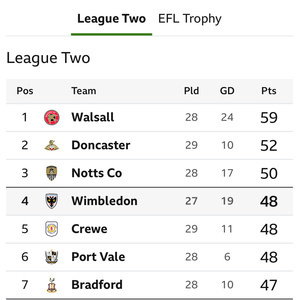 League Two EFL Trophy
League Two
Pos Team Pld GD Pts
1 Walsall 28 24 59
2 Doncaster 29 10 52
3 Notts Co 28 17 50
4 Wimbledon 27 19 48
5 Crewe 29 11 48
6 Port Vale 28 6 48
7 Bradford 28 10 47